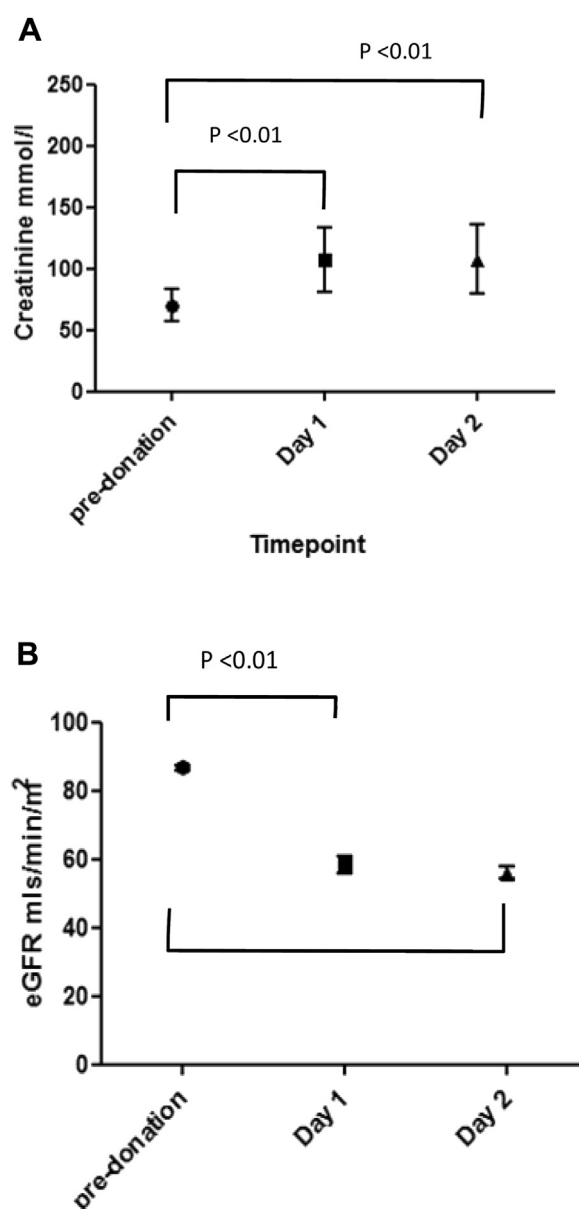 A
P <0.01
P <0.01
Creatinine mmol/l
250
200
150
100
50
0
pre-donation
Day 1
Day 2
Timepoint
B
P <0.01
eGFR mls/min/m²
100
80
60
40
20
0
pre-donation
Day 1
Day 2